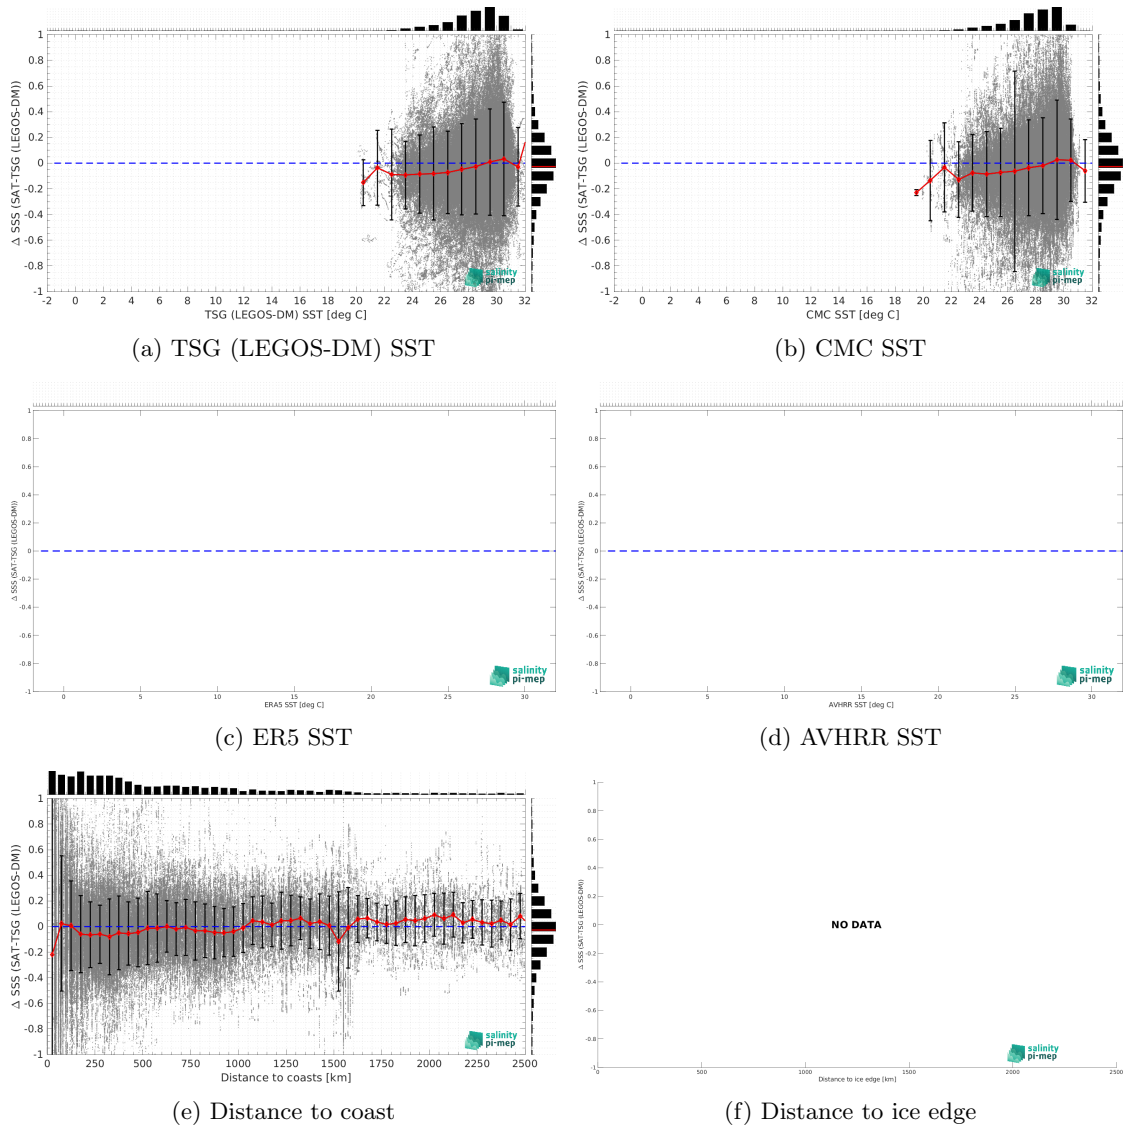 1
0.8
0.6
0.4
0.2
0
-0.2
-0.4
-0.6
-0.8
-1
Δ SSS (SAT-TSG (LEGOS-DM))
salinity
pi-mep
-2 0 2 4 6 8 10 12 14 16 18 20 22 24 26 28 30 32
TSG (LEGOS-DM) SST [deg C]
(a) TSG (LEGOS-DM) SST
1
0.8
0.6
0.4
0.2
0
-0.2
-0.4
-0.6
-0.8
-1
Δ SSS (SAT-TSG (LEGOS-DM))
salinity
pi-mep
-2 0 2 4 6 8 10 12 14 16 18 20 22 24 26 28 30 32
CMC SST [deg C]
(b) CMC SST
1
0.8
0.6
0.4
0.2
0
-0.2
-0.4
-0.6
-0.8
-1
Δ SSS (SAT-TSG (LEGOS-DM))
salinity
pi-mep
0 5 10 15 20 25 30
ERA5 SST [deg C]
(c) ER5 SST
1
0.8
0.6
0.4
0.2
0
-0.2
-0.4
-0.6
-0.8
-1
Δ SSS (SAT-TSG (LEGOS-DM))
salinity
pi-mep
0 5 10 15 20 25 30
AVHRR SST [deg C]
(d) AVHRR SST
1
0.8
0.6
0.4
0.2
0
-0.2
-0.4
-0.6
-0.8
-1
Δ SSS (SAT-TSG (LEGOS-DM))
salinity
pi-mep
0 250 500 750 1000 1250 1500 1750 2000 2250 2500
Distance to coasts [km]
(e) Distance to coast
1
0.8
0.6
0.4
0.2
0
-0.2
-0.4
-0.6
-0.8
-1
Δ SSS (SAT-TSG (LEGOS-DM))
NO DATA
salinity
pi-mep
0 500 1000 1500 2000 2500
Distance to ice edge [km]
(f) Distance to ice edge